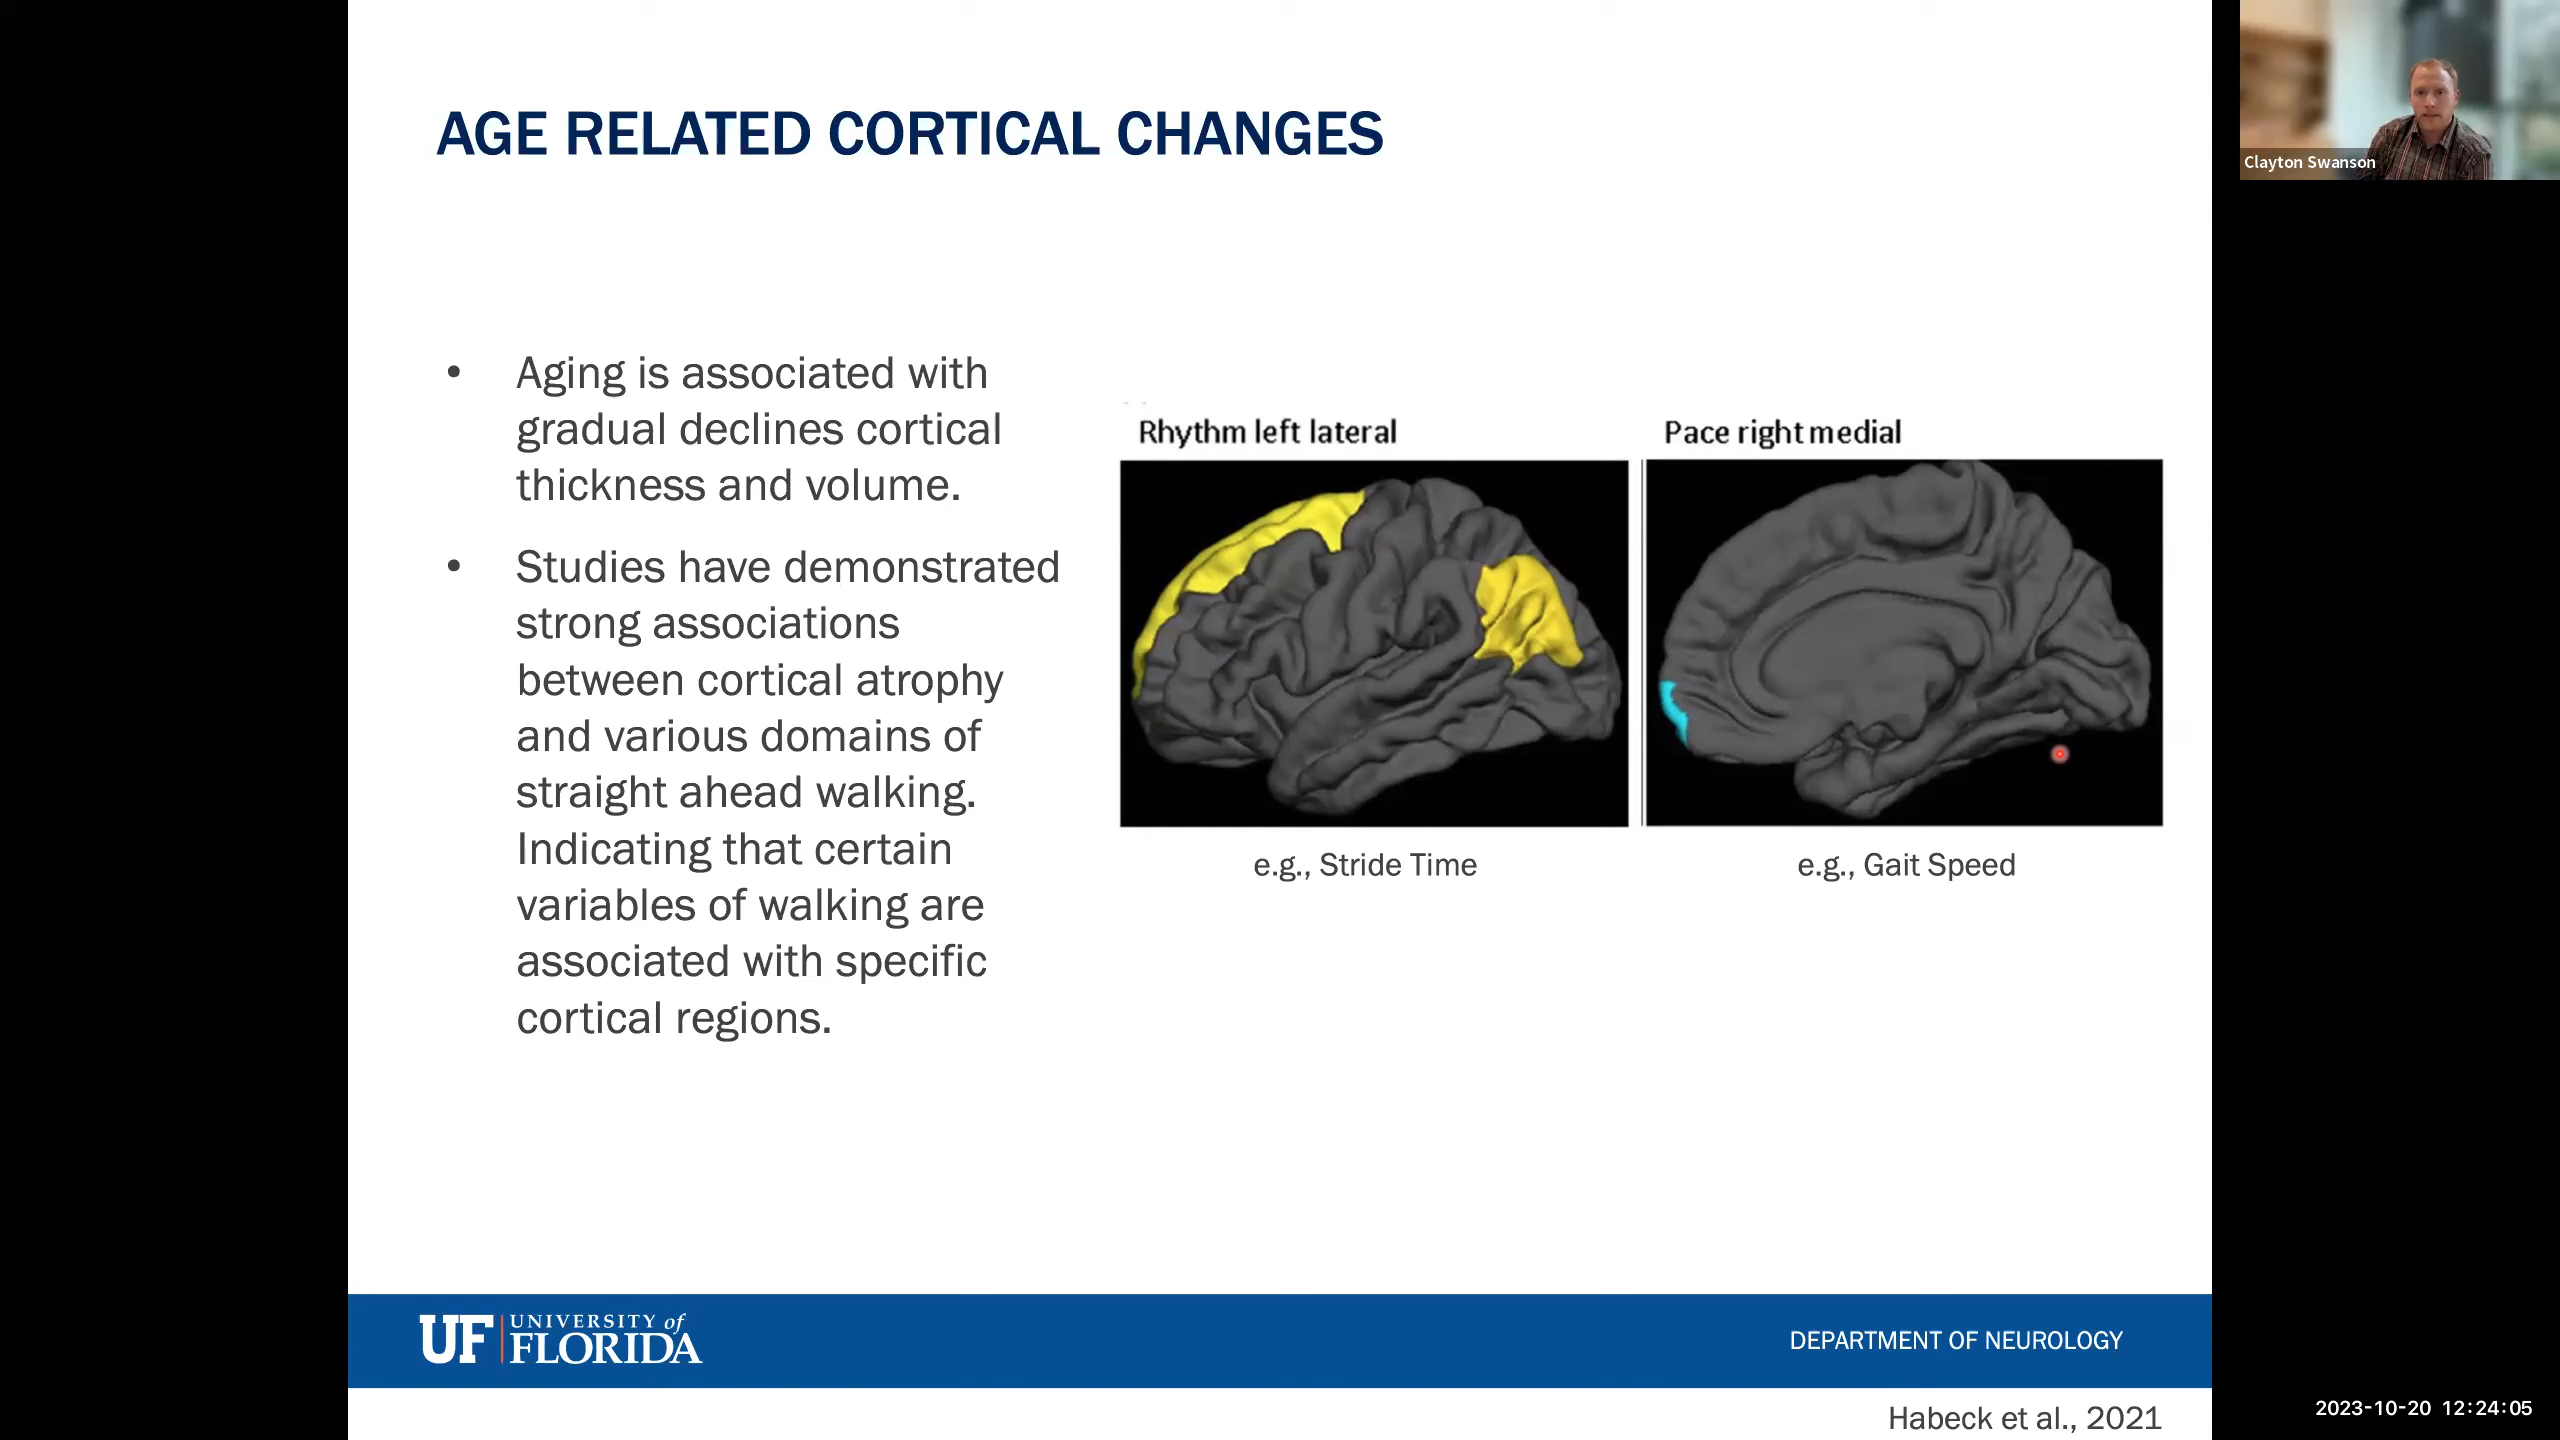 AGE RELATED CORTICAL CHANGES
• Aging is associated with
gradual declines cortical
thickness and volume.
• Studies have demonstrated
strong associations
between cortical atrophy
and various domains of
straight ahead walking.
Indicating that certain
variables of walking are
associated with specific
cortical regions.
Rhythm left lateral
Pace right medial
e.g., Stride Time
e.g., Gait Speed
UF UNIVERSITY of
FLORIDA
DEPARTMENT OF NEUROLOGY
Habeck et al., 2021
Clayton Swanson
2023-10-20 12:24:05